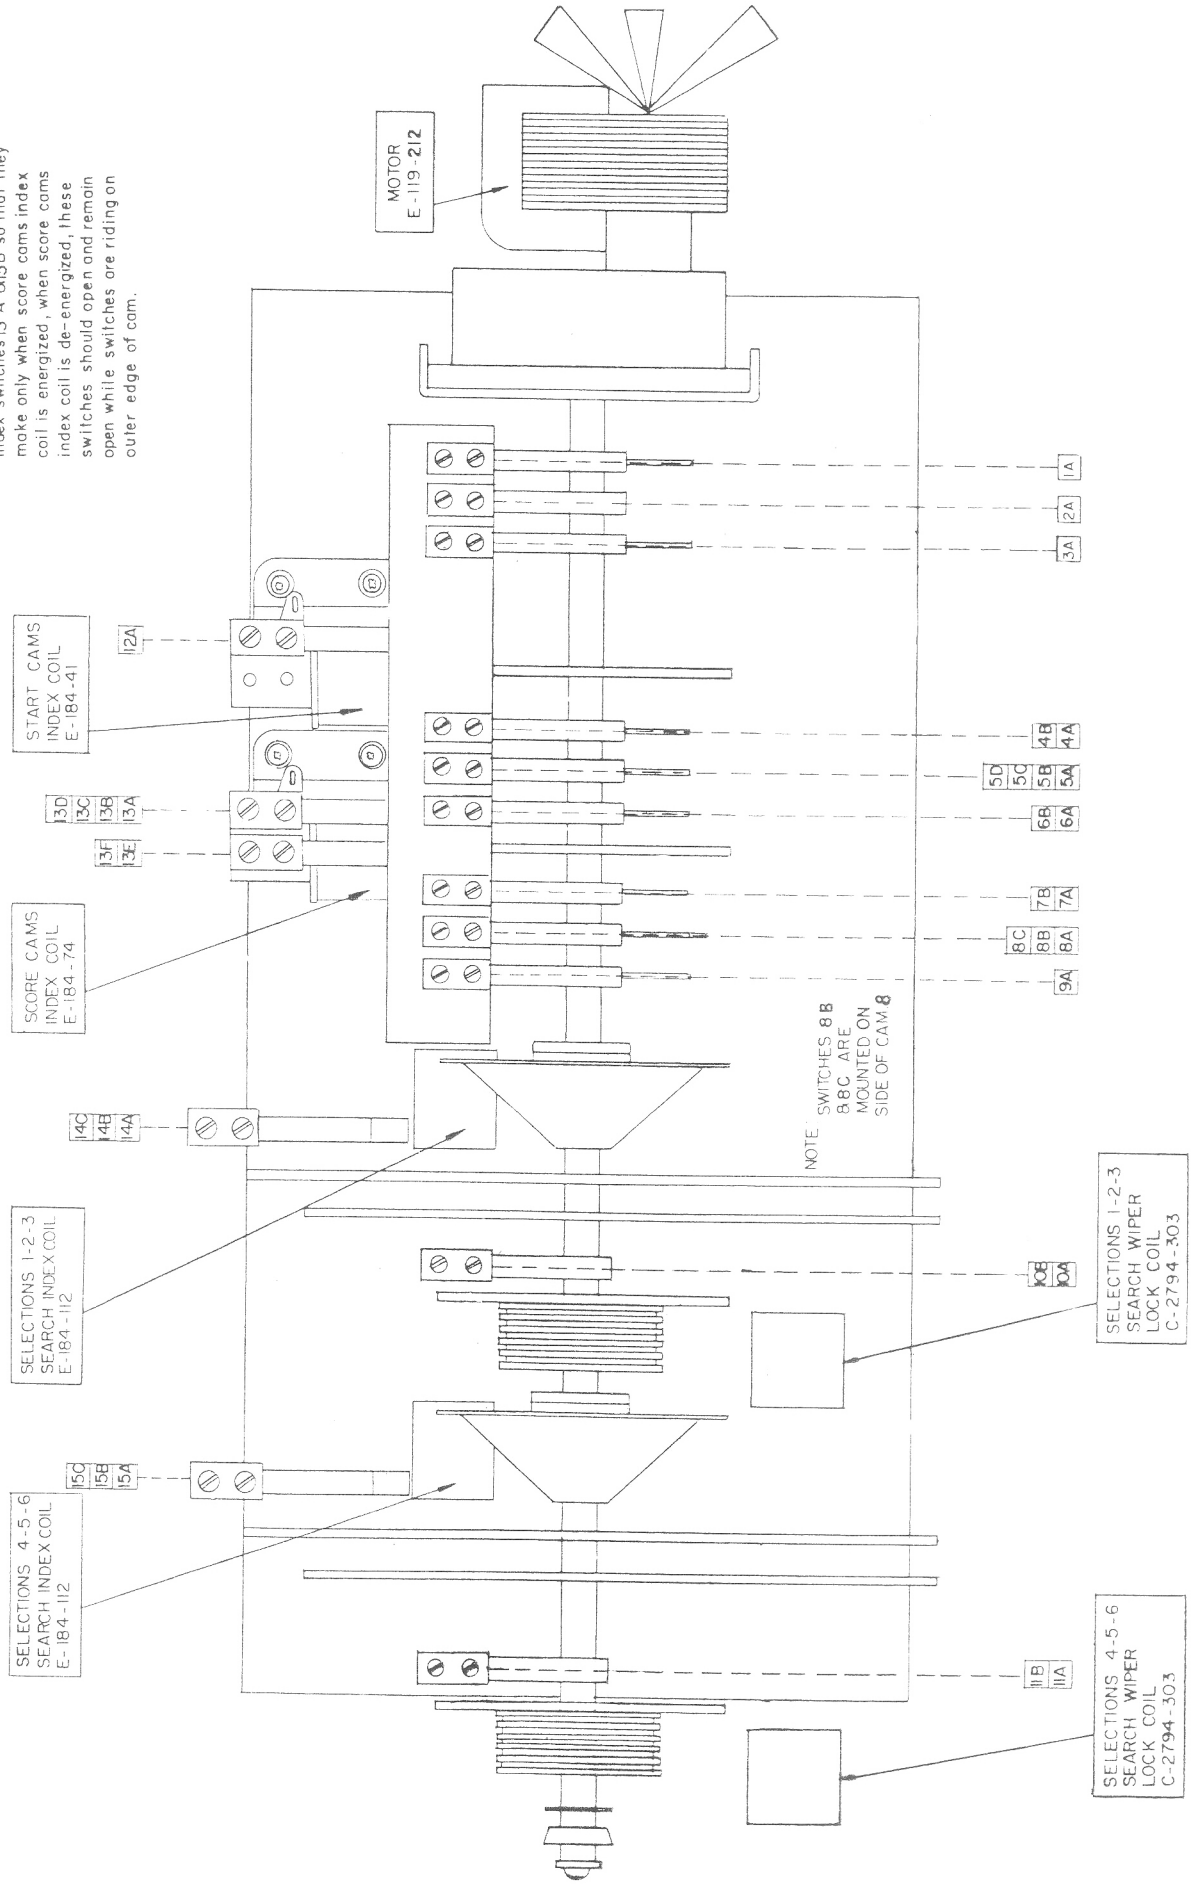 SELECTIONS 4-5-6
SEARCH INDEX COIL
E-184-112
SELECTIONS 1-2-3
SEARCH INDEX COIL
E-184-112
SCORE CAMS
INDEX COIL
E-184-74
START CAMS
INDEX COIL
E-184-41
switches 13 A &13B so that they
make only when score cams index
coil is energized, when score cams
index coil is de-energized, these
switches should open and remain
open while switches are riding on
outer edge of cam.
15C
15B
15A
14C
14B
14A
13F
13E
13D
13C
13B
13A
12A
MOTOR
E-119-212
NOTE: SWITCHES 8B
&8C ARE
MOUNTED ON
SIDE OF CAM 8
11B
11A
10B
10A
9A
8C
8B
8A
7B
7A
6B
6A
5D
5C
5B
5A
4B
4A
3A
2A
1A
SELECTIONS 4-5-6
SEARCH WIPER
LOCK COIL
C-2794-303
SELECTIONS 1-2-3
SEARCH WIPER
LOCK COIL
C-2794-303